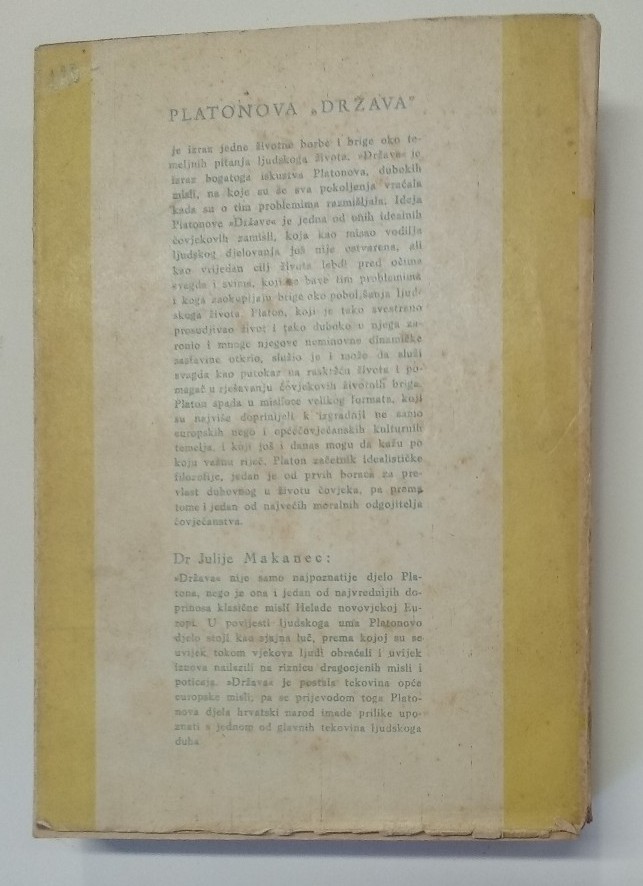 PLATONOVA „DRŽAVA"
je izraz jedne životne borbe i brige oko te-
meljnih pitanja ljudskoga života. »Država« je
izraz bogatoga iskustva Platonova, dubokih
misli, na koje su se sva pokoljenja vraćala
kada su o tim problemima razmišljala. Ideja
Platonove »Države« je jedna od onih idealnih
čovjekovih zamisli, koja kao misao vodilja
ljudskog djelovanja još nije ostvarena, ali
kao vrijedan cilj života lebdi pred očima
svagda i svima, koji se bave tim problemima
i koga zaokupljaju brige oko poboljšanja ljud-
skoga života. Platon, koji je tako svestrano
prosudjivao život i tako duboko u njega za-
ronio i mnoge njegove neminovne dinamičke
zastavine otkrio, služio je i može da služi
svagda kao putokaz na raskršću života i po-
magač u rješavanju čovjekovih životnih briga.
Platon spada u mislioce velikog formata, koji
su najviše doprinijeli k izgradnji ne samo
europskih nego i općečovječanskih kulturnih
temelja, i koji još i danas mogu da kažu po
koju važnu riječ. Platon začetnik idealističke
filozofije, jedan je od prvih boraca za pre-
vlast duhovnog u životu čovjeka, pa prema
tome i jedan od najvećih moralnih odgojitelja
čovječanstva.
Dr Julije Makanec:
»Država« nije samo najpoznatije djelo Pla-
tona, nego je ona i jedan od najvrednijih do-
prinosa klasične misli Helade novovjekoj Eu-
ropi. U povijesti ljudskoga uma Platonovo
djelo stoji kao sjajna luč, prema kojoj su se
uvijek tokom vjekova ljudi obraćali i uvijek
iznova nailazili na riznicu dragocjenih misli i
poticaja. »Država« je postala tekovina opće
europske misli, pa se prijevodom toga Plato-
nova djela hrvatski narod imade prilike upo-
znati s jednom od glavnih tekovina ljudskoga
duha